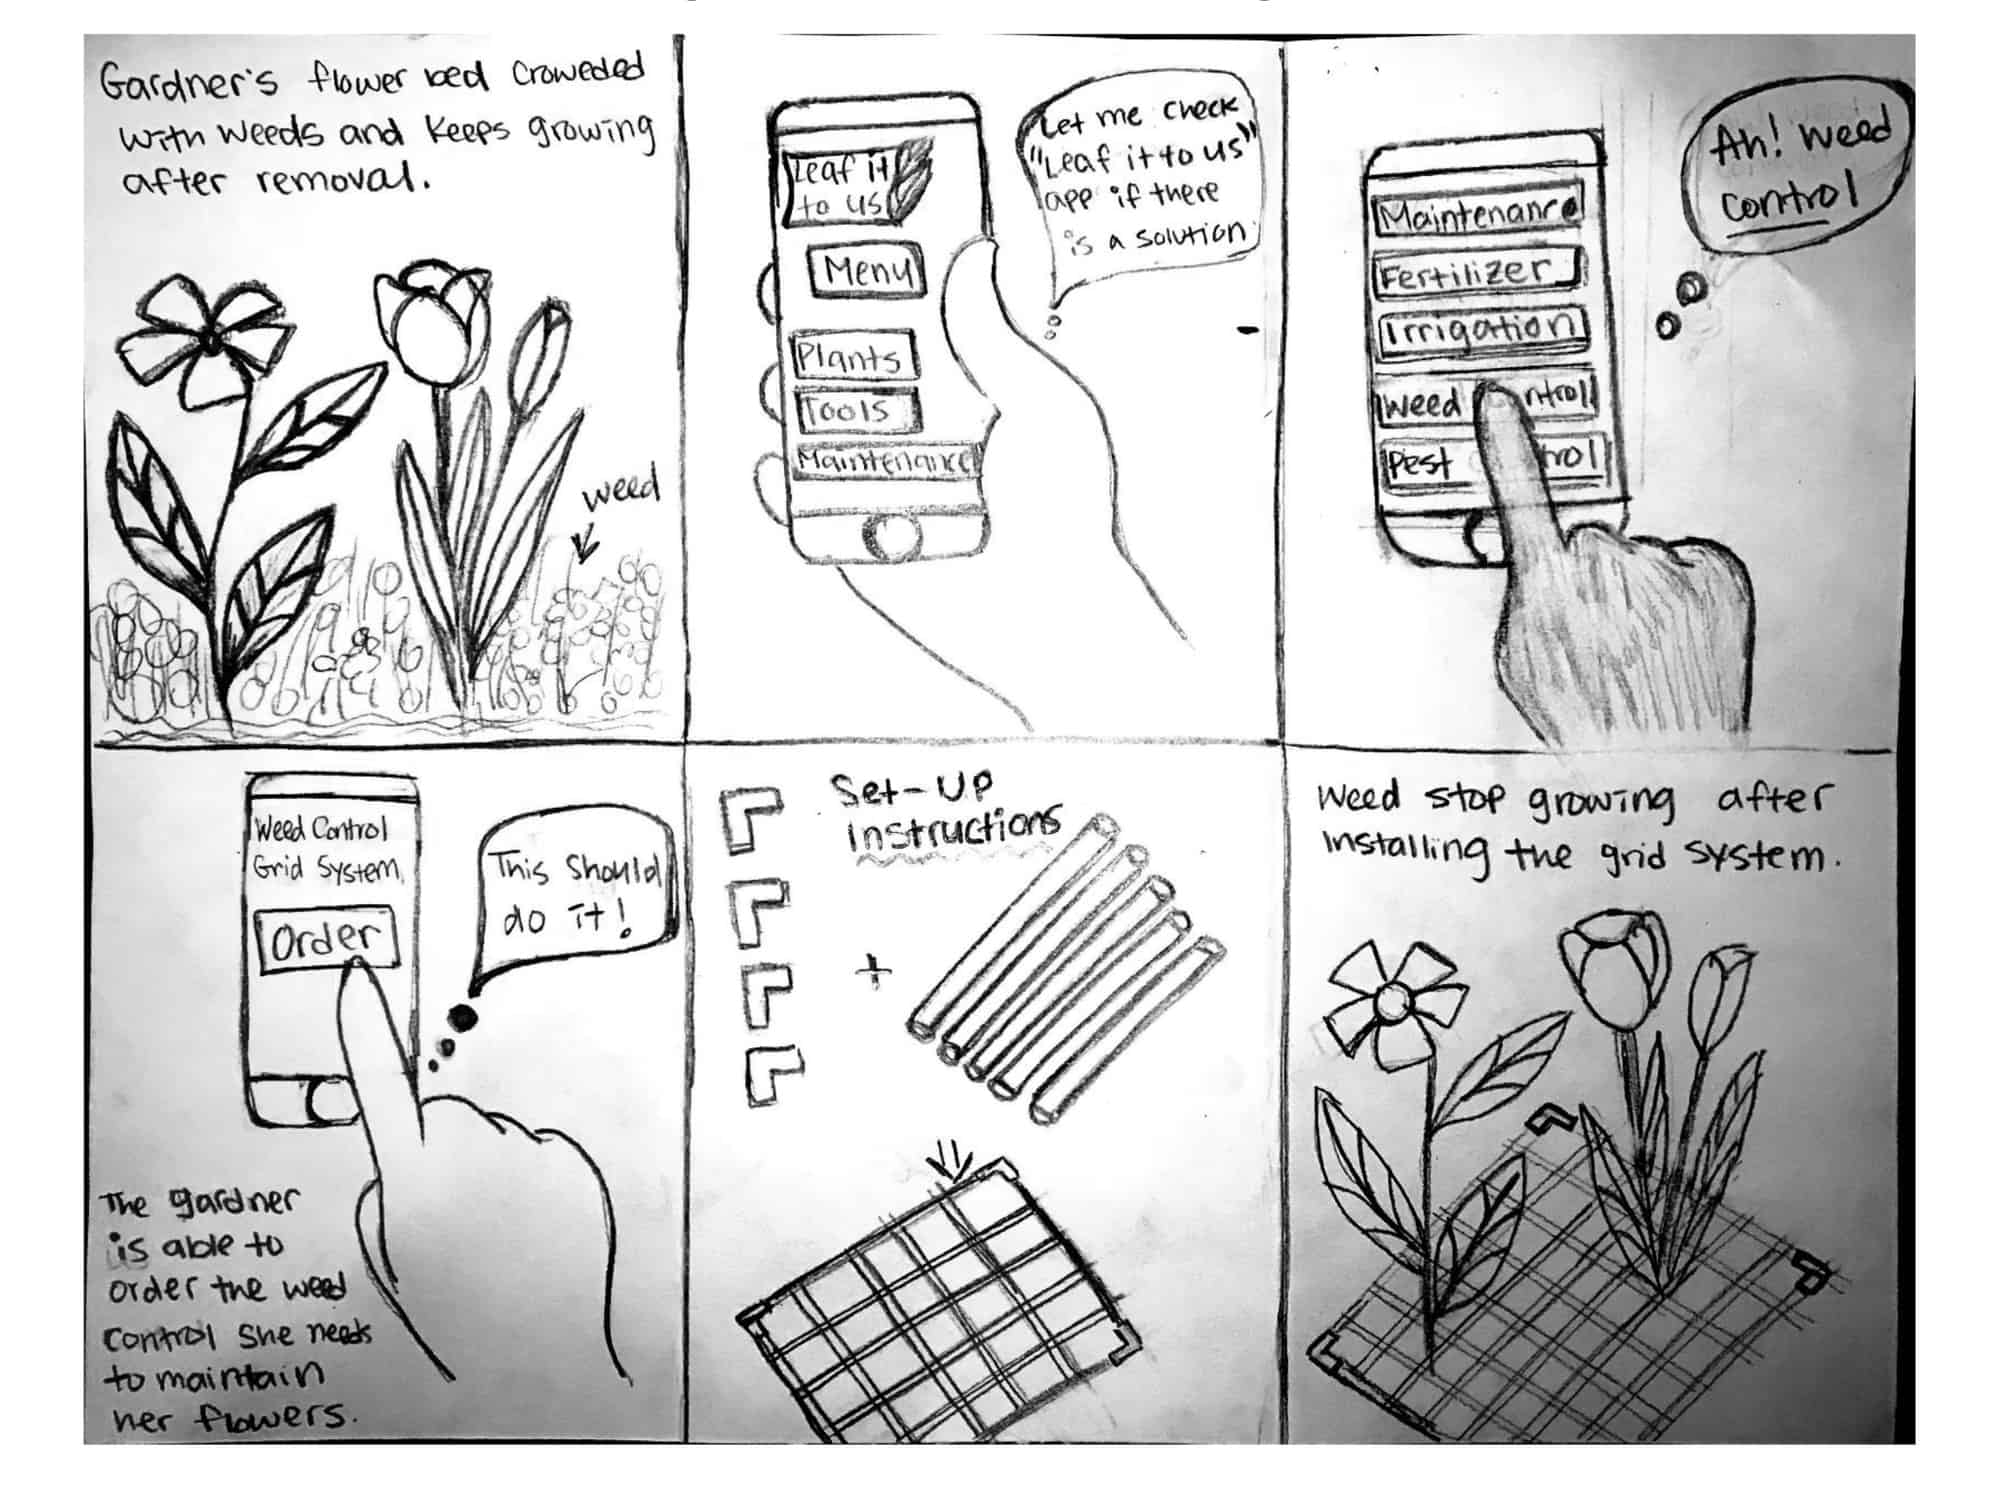 Gardner's flower bed croweded
with weeds and keeps growing
after removal.
weed
Leaf it
to us
Menu
Plants
Tools
Maintenance
Let me check
"Leaf it to us"
app if there
is a solution
Maintenance
Fertilizer
Irrigation
Weed ntrol
Pest trol
Ah! Weed
control
Weed Control
Grid System.
Order
This should
do it!
The gardner
is able to
order the weed
control she needs
to maintain
her flowers.
Set-Up
instructions
+
Weed stop growing after
installing the grid system.